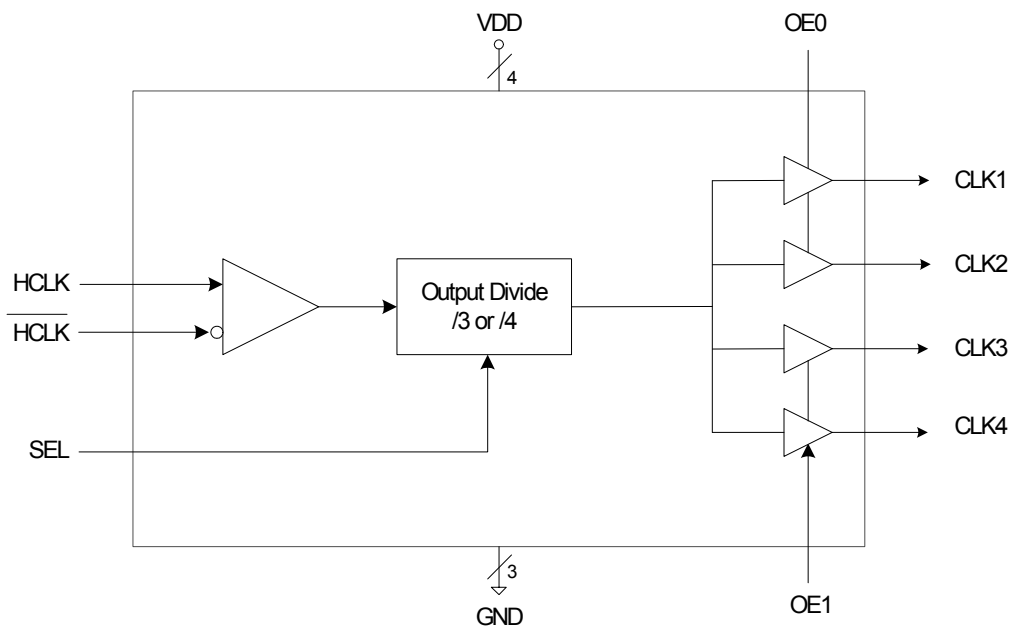 VDD
OE0
4
CLK1
CLK2
HCLK
HCLK
Output Divide
/3 or /4
CLK3
CLK4
SEL
3
GND
OE1